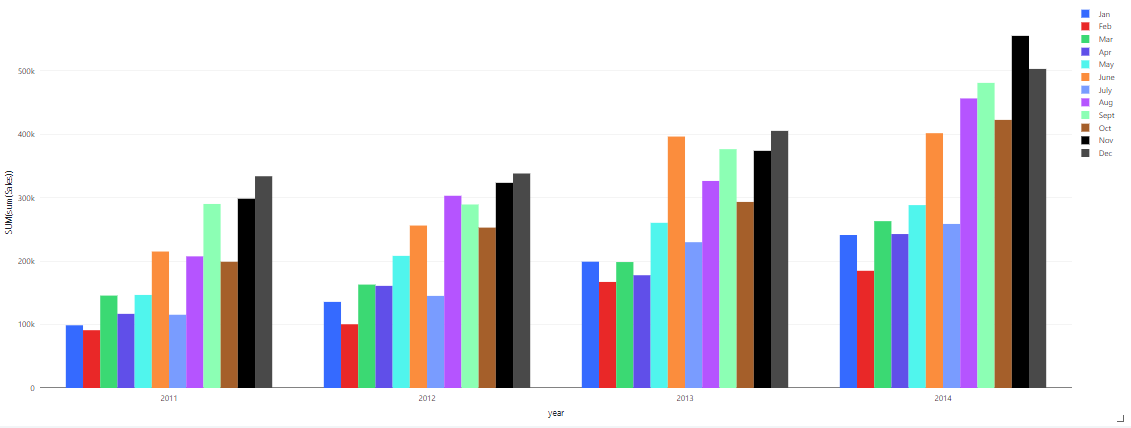 Jan
Feb
Mar
Apr
May
June
July
Aug
Sept
Oct
Nov
Dec
500k
400k
300k
200k
100k
0
SUM(sum(Sales))
2011
2012
2013
2014
year